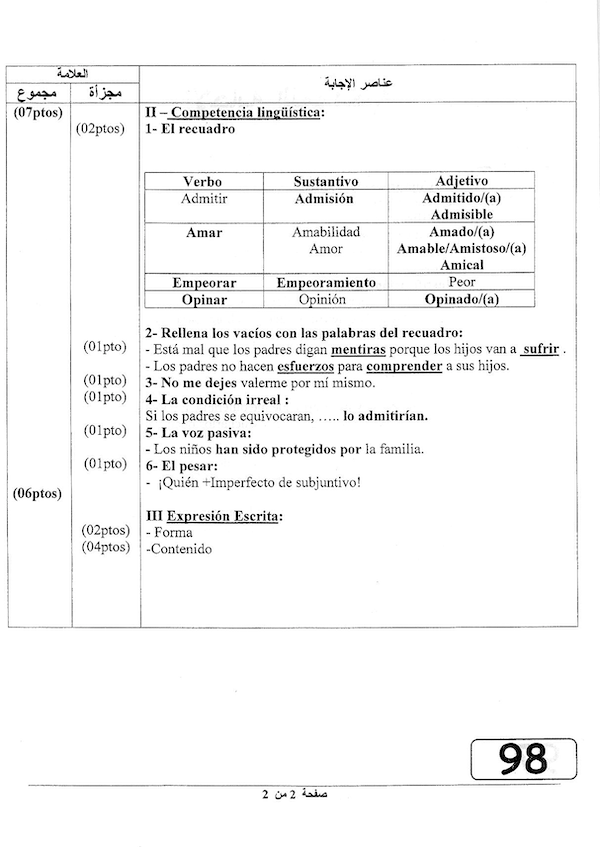 العلامة
عناصر الإجابة
مجموع مجزأة
(07ptos) II – Competencia lingüística:
(02ptos) 1- El recuadro
Verbo Sustantivo Adjetivo
Admitir Admisión Admitido/(a)
Admisible
Amar Amabilidad Amado/(a)
Amor Amable/Amistoso/(a)
Amical
Empeorar Empeoramiento Peor
Opinar Opinión Opinado/(a)
2- Rellena los vacíos con las palabras del recuadro:
(01pto) - Está mal que los padres digan mentiras porque los hijos van a sufrir .
- Los padres no hacen esfuerzos para comprender a sus hijos.
(01pto) 3- No me dejes valerme por mí mismo.
(01pto) 4- La condición irreal :
Si los padres se equivocaran, ….. lo admitirían.
(01pto) 5- La voz pasiva:
- Los niños han sido protegidos por la familia.
(01pto) 6- El pesar:
- ¡Quién +Imperfecto de subjuntivo!
(06ptos)
III Expresión Escrita:
(02ptos) - Forma
(04ptos) -Contenido
98
صفحة 2 من 2